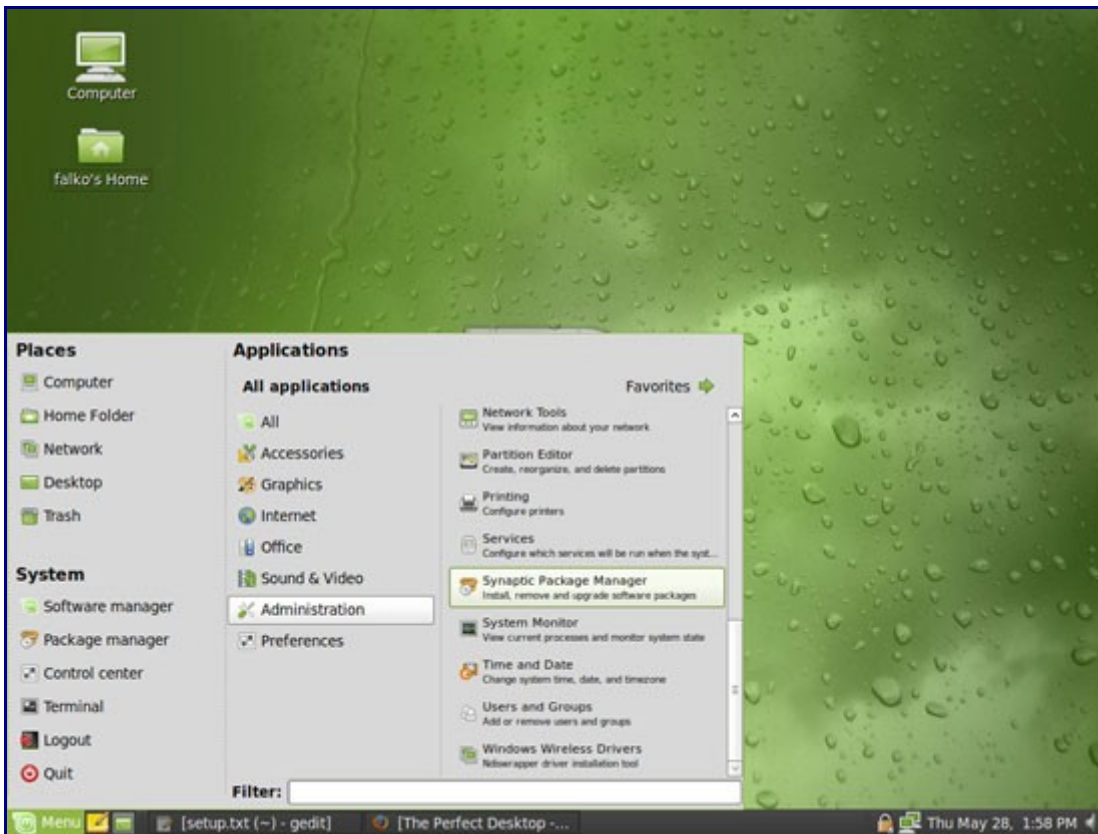 Computer
falko's Home
Places
Computer
Home Folder
Network
Desktop
Trash
System
Software manager
Package manager
Control center
Terminal
Logout
Quit
Applications
All applications
Favorites
All
Accessories
Graphics
Internet
Office
Sound & Video
Administration
Preferences
Network Tools
View information about your network
Partition Editor
Create, reorganize, and delete partitions
Printing
Configure printers
Services
Configure which services will be run when the syst...
Synaptic Package Manager
Install, remove and upgrade software packages
System Monitor
View current processes and monitor system state
Time and Date
Change system time, date, and timezone
Users and Groups
Add or remove users and groups
Windows Wireless Drivers
Ndiswrapper driver installation tool
Filter:
Menu
[setup.txt (~) - gedit]
[The Perfect Desktop -...
Thu May 28, 1:58 PM